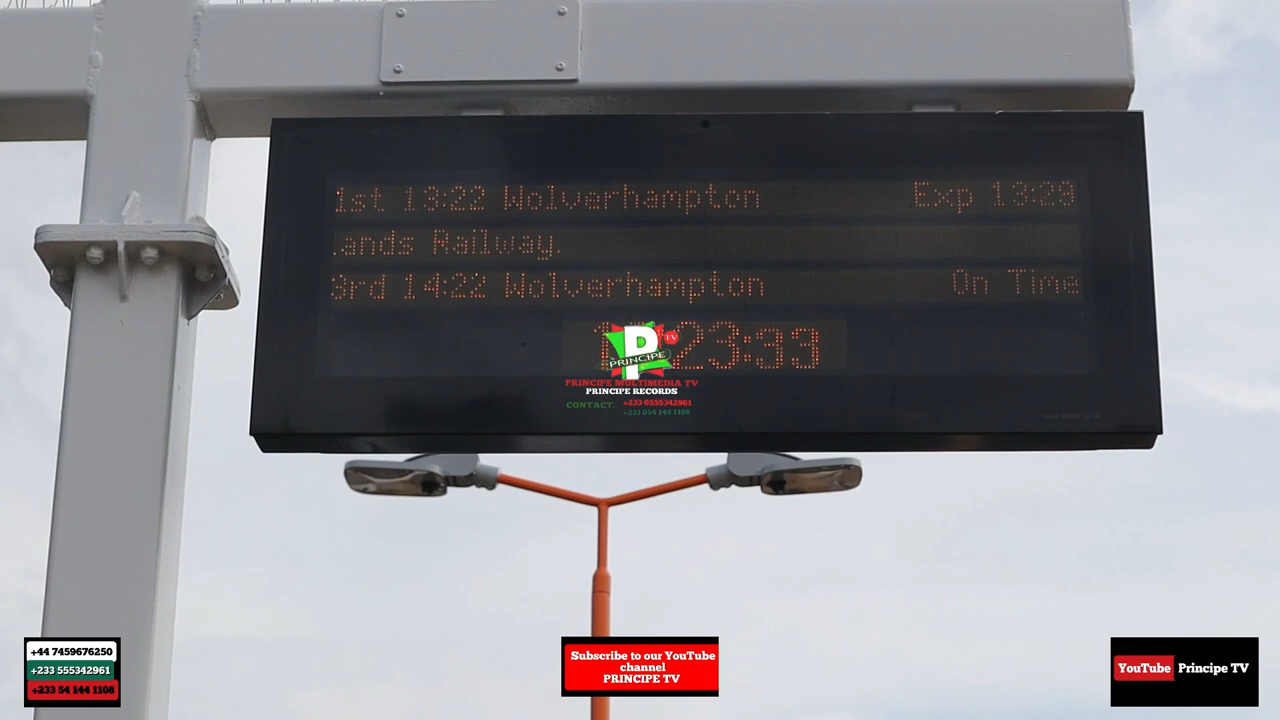 1st 13:22 Wolverhampton Exp 13:29
.ands Railway.
3rd 14:22 Wolverhampton On Time
23:33
P TV
PRINCIPE
PRINCIPE MULTIMEDIA TV
PRINCIPE RECORDS
CONTACT. +233 0555342961
+233 054 144 1108
+44 7459676250
+233 555342961
+233 54 144 1108
Subscribe to our YouTube
channel
PRINCIPE TV
YouTube Principe TV